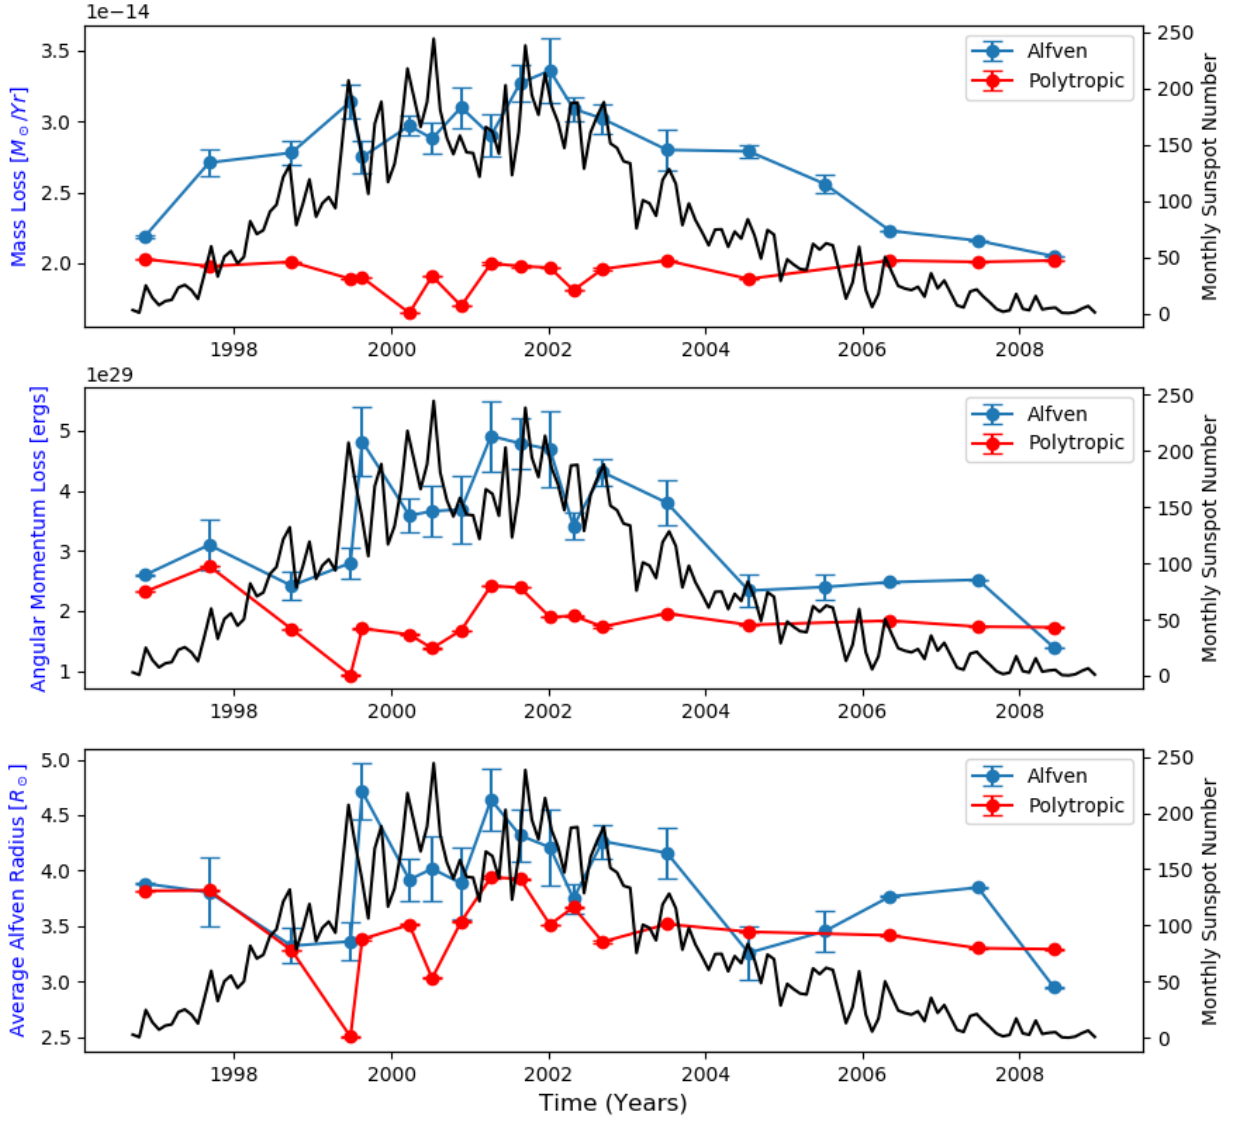 1e−14
Mass Loss [M⊙/Yr]
3.5
3.0
2.5
2.0
Alfven
Polytropic
250
200
150
100
50
0
Monthly Sunspot Number
1998 2000 2002 2004 2006 2008
1e29
Angular Momentum Loss [ergs]
5
4
3
2
1
Alfven
Polytropic
250
200
150
100
50
0
Monthly Sunspot Number
1998 2000 2002 2004 2006 2008
Average Alfven Radius [R⊙]
5.0
4.5
4.0
3.5
3.0
2.5
Alfven
Polytropic
250
200
150
100
50
0
Monthly Sunspot Number
1998 2000 2002 2004 2006 2008
Time (Years)